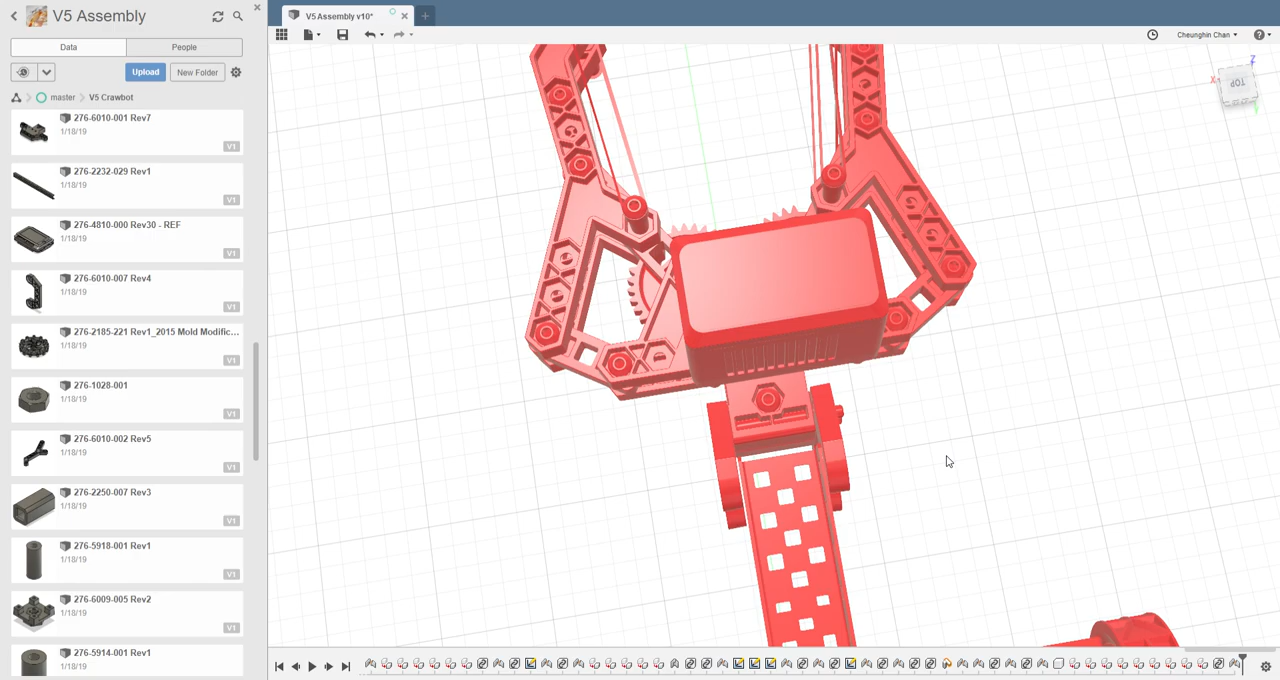 V5 Assembly
V5 Assembly v10*
Cheunghin Chan
Data
People
Upload
New Folder
master
V5 Crawbot
276-6010-001 Rev7
1/18/19
V1
276-2232-029 Rev1
1/18/19
V1
276-4810-000 Rev30 - REF
1/18/19
V1
276-6010-007 Rev4
1/18/19
V1
276-2185-221 Rev1_2015 Mold Modific...
1/18/19
V1
276-1028-001
1/18/19
V1
276-6010-002 Rev5
1/18/19
V1
276-2250-007 Rev3
1/18/19
V1
276-5918-001 Rev1
1/18/19
V1
276-6009-005 Rev2
1/18/19
V1
276-5914-001 Rev1
1/18/19
Z
X
TOP
Y